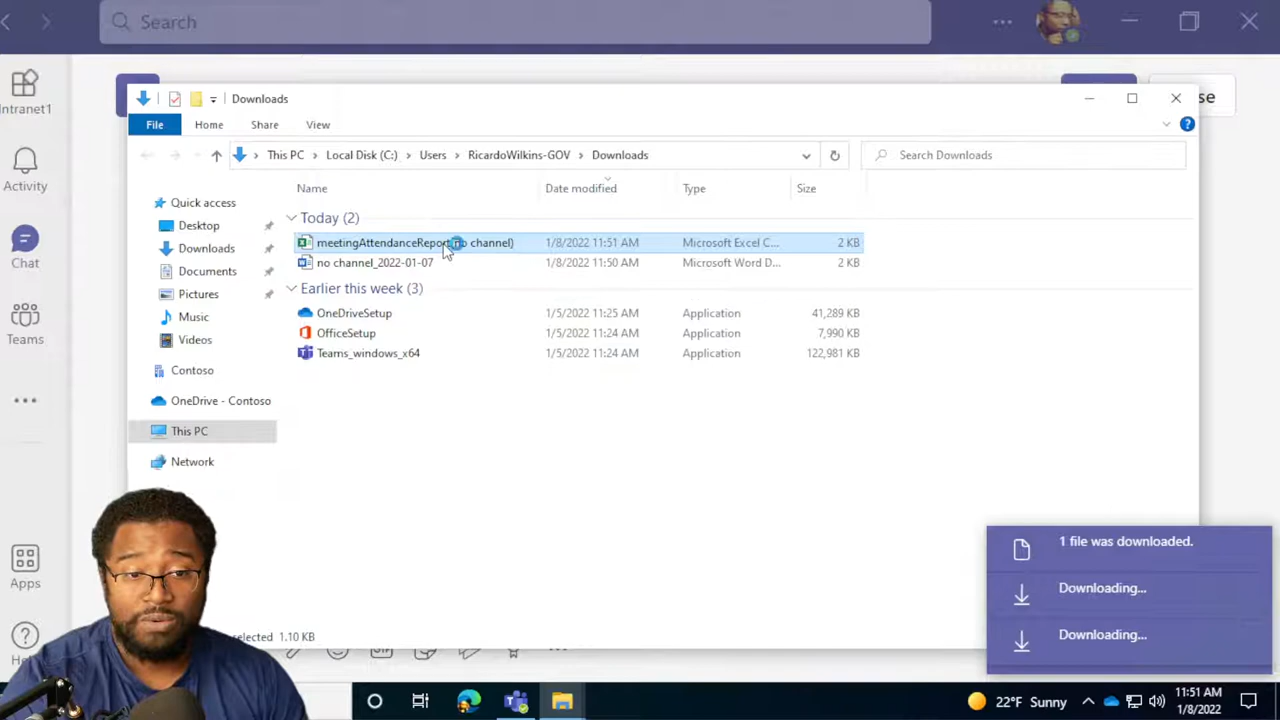 Search
Intranet1
Activity
Chat
Teams
Apps
Downloads
File Home Share View
This PC Local Disk (C:) Users RicardoWilkins-GOV Downloads
Search Downloads
Name Date modified Type Size
Quick access
Desktop
Downloads
Documents
Pictures
Music
Videos
Contoso
OneDrive - Contoso
This PC
Network
Today (2)
meetingAttendanceReport no channel) 1/8/2022 11:51 AM Microsoft Excel C... 2 KB
no channel_2022-01-07 1/8/2022 11:50 AM Microsoft Word D... 2 KB
Earlier this week (3)
OneDriveSetup 1/5/2022 11:25 AM Application 41,289 KB
OfficeSetup 1/5/2022 11:24 AM Application 7,990 KB
Teams_windows_x64 1/5/2022 11:24 AM Application 122,981 KB
selected 1.10 KB
1 file was downloaded.
Downloading...
Downloading...
22°F Sunny
11:51 AM
1/8/2022